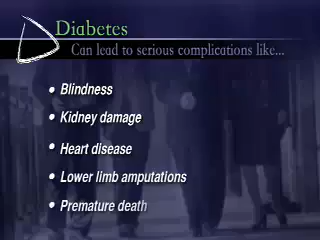 Diabetes
Can lead to serious complications like...
• Blindness
• Kidney damage
• Heart disease
• Lower limb amputations
• Premature death